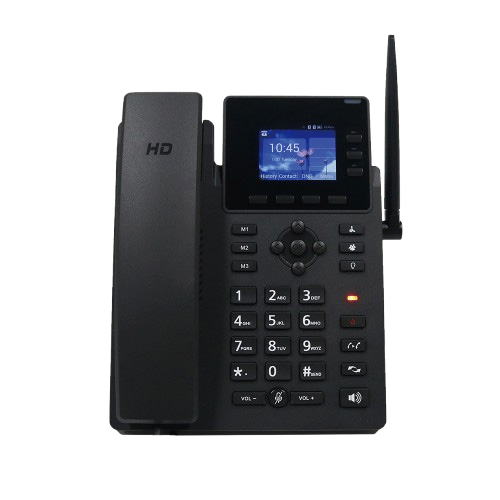 HD
10:45
History Contact DND Menu
M1
M2
M3
1 2ABC 3DEF
4GHI 5JKL 6MNO
7PQRS 8TUV 9WXYZ
*. 0 #SEND
VOL − VOL +